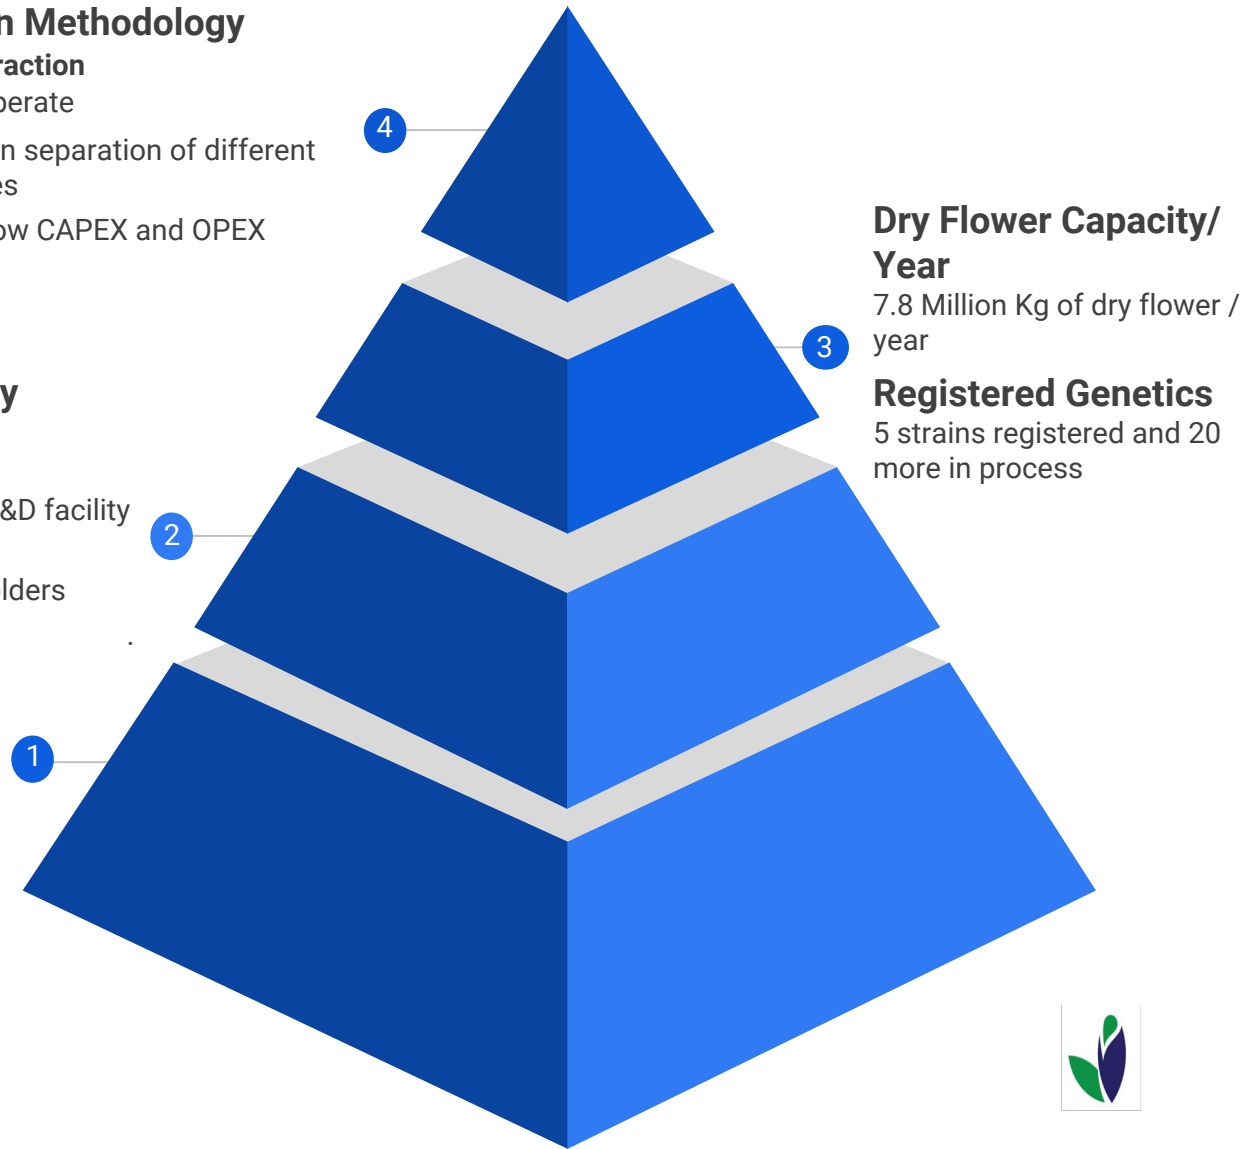 n Methodology
raction
perate
n separation of different
es
ow CAPEX and OPEX
4
Dry Flower Capacity/
Year
7.8 Million Kg of dry flower /
year
3
Registered Genetics
5 strains registered and 20
more in process
y
&D facility
2
olders
.
1